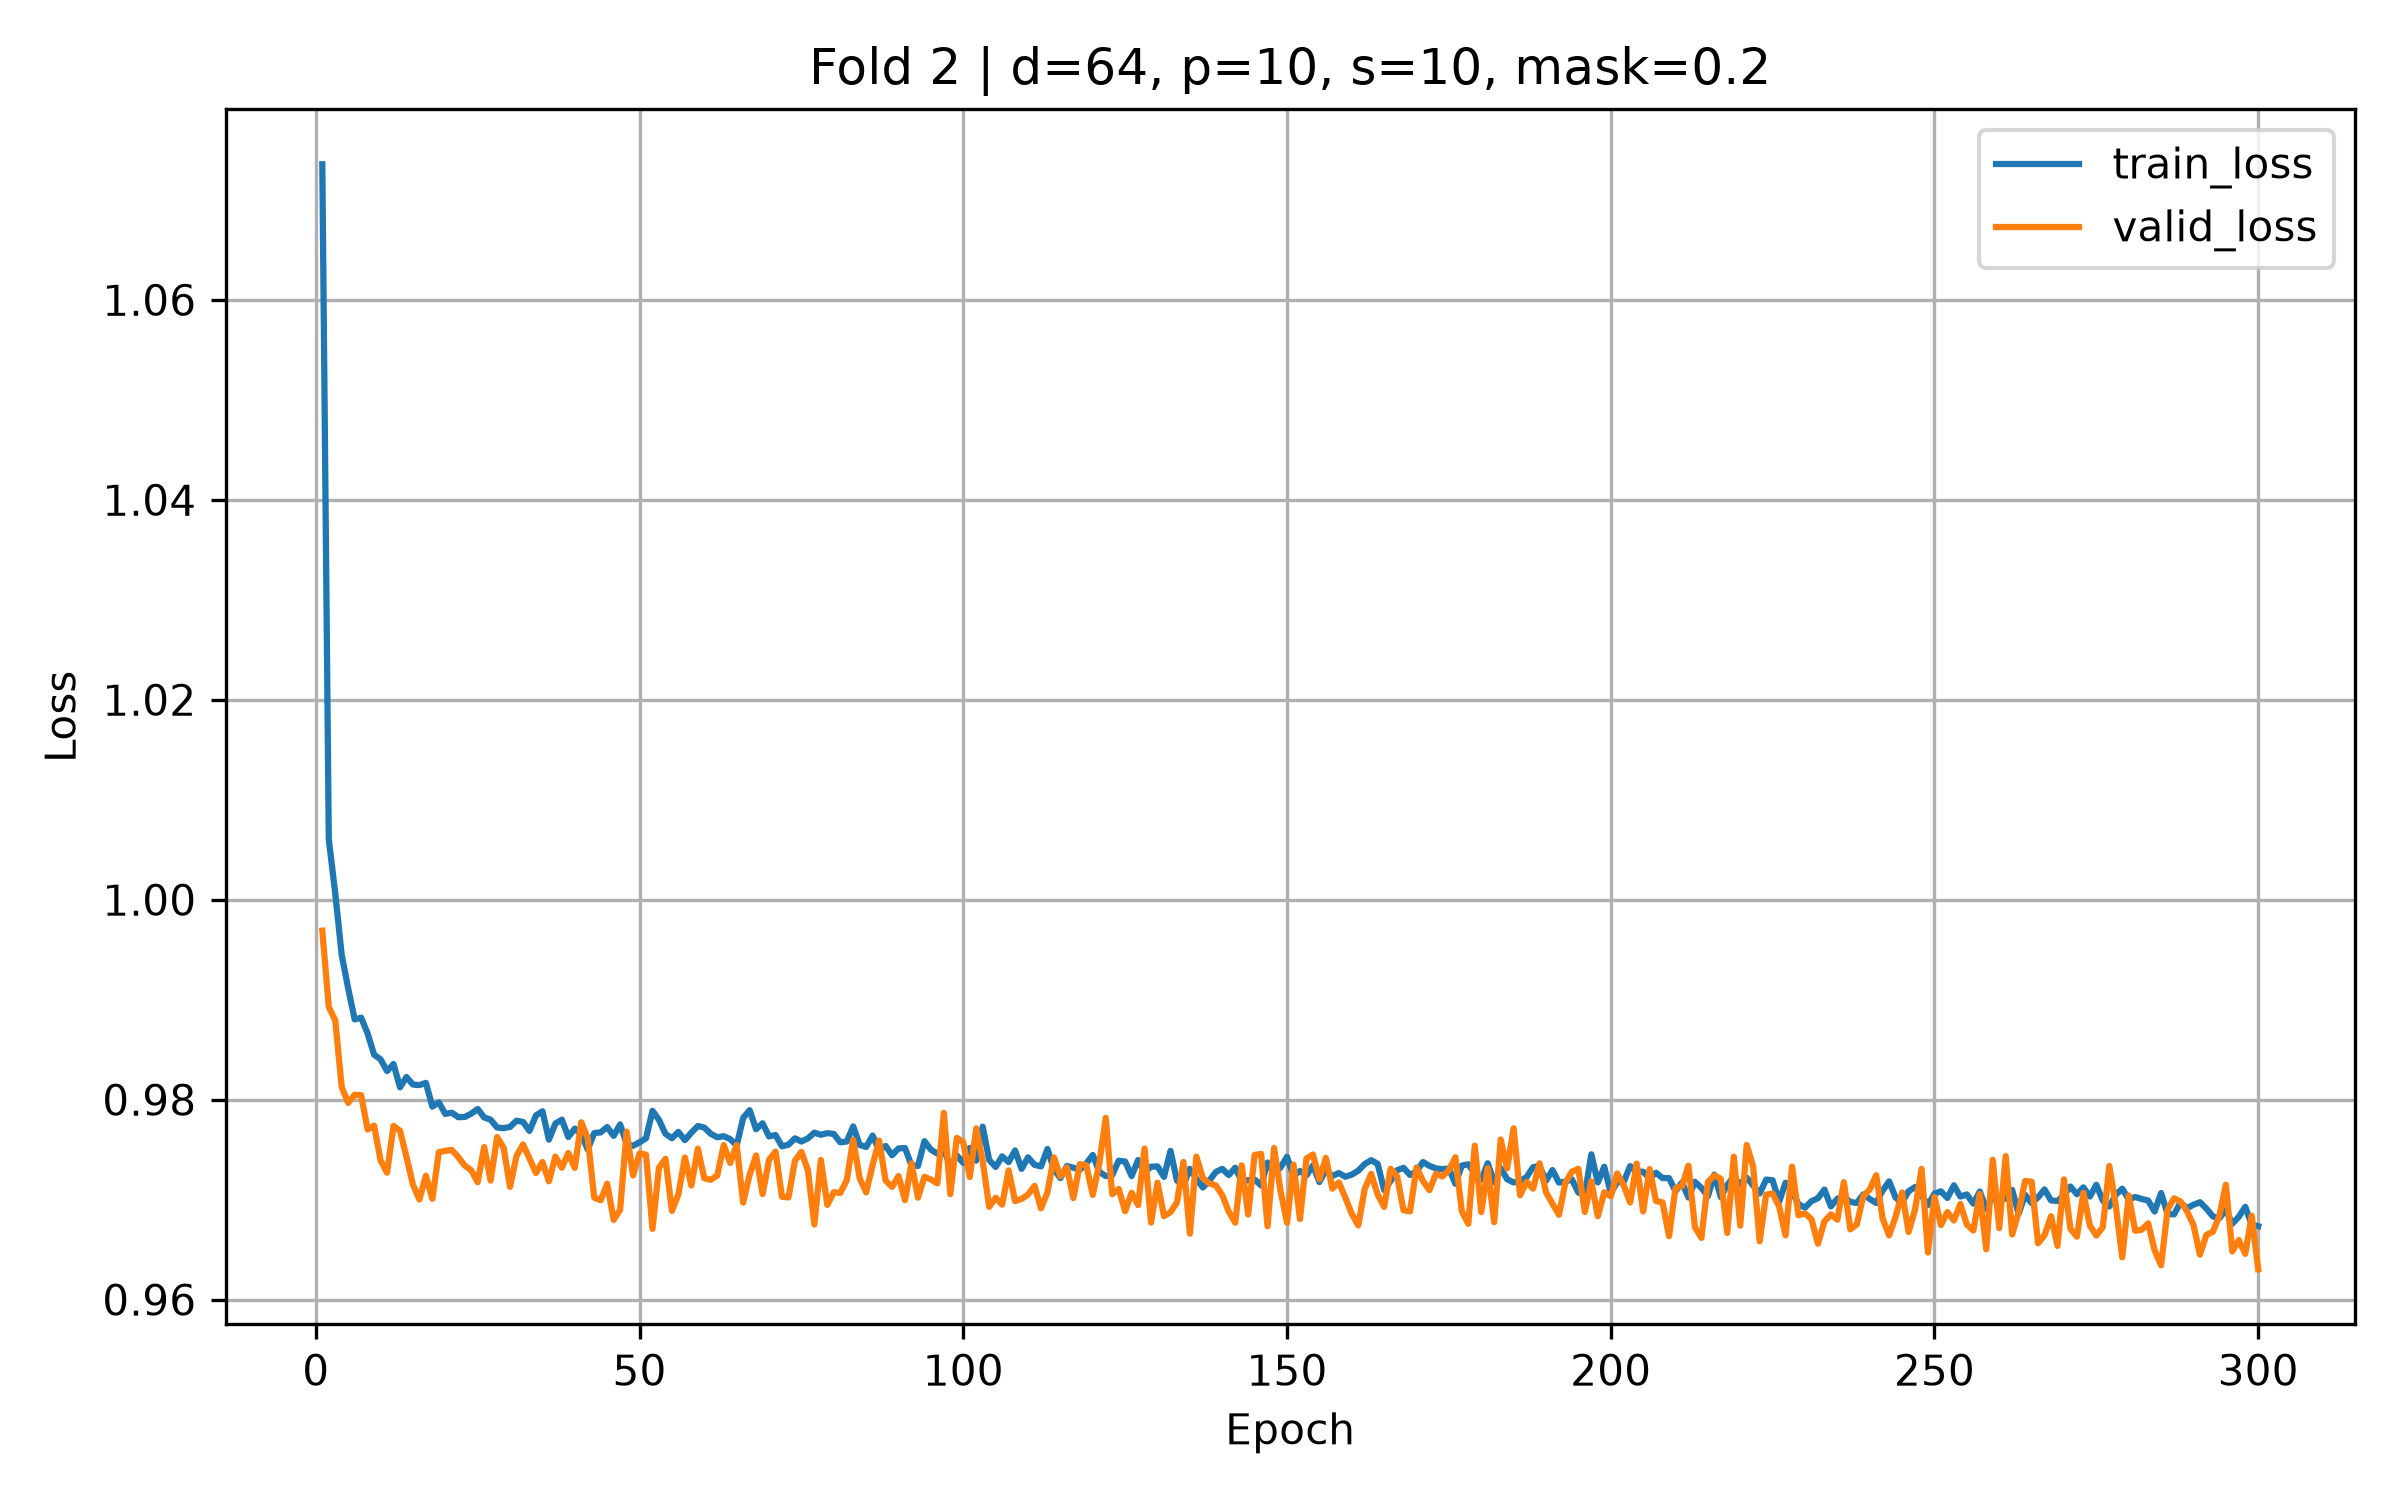 Fold 2 | d=64, p=10, s=10, mask=0.2
train_loss
valid_loss
Loss
1.06
1.04
1.02
1.00
0.98
0.96
0 50 100 150 200 250 300
Epoch